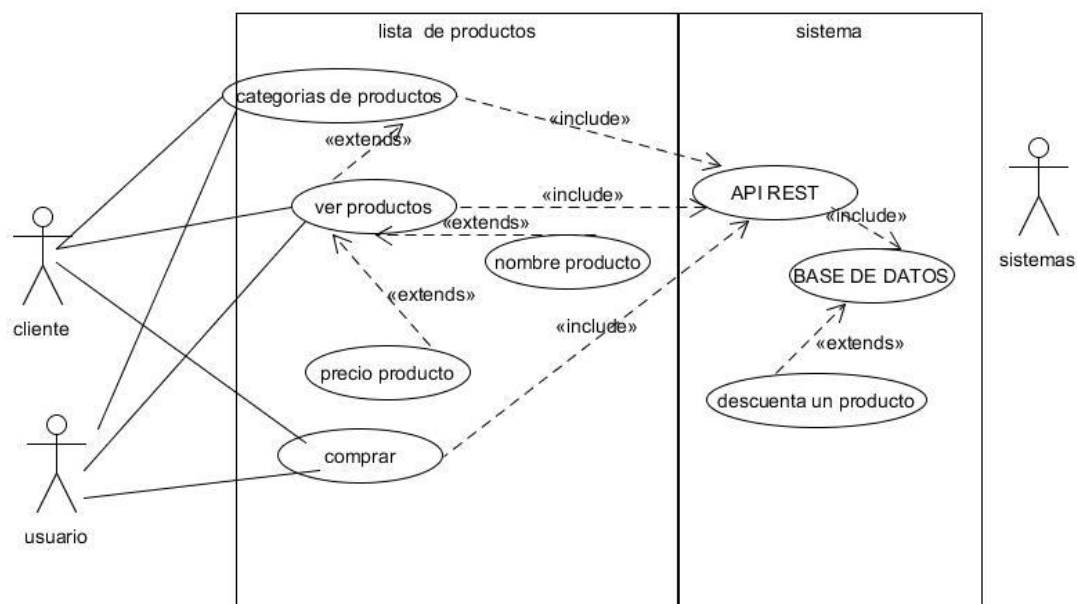 lista de productos
sistema
categorias de productos
«include»
«extends»
ver productos
«include»
API REST
«extends»
«include»
nombre producto
sistemas
BASE DE DATOS
cliente
«extends»
«include»
«extends»
precio producto
descuenta un producto
comprar
usuario